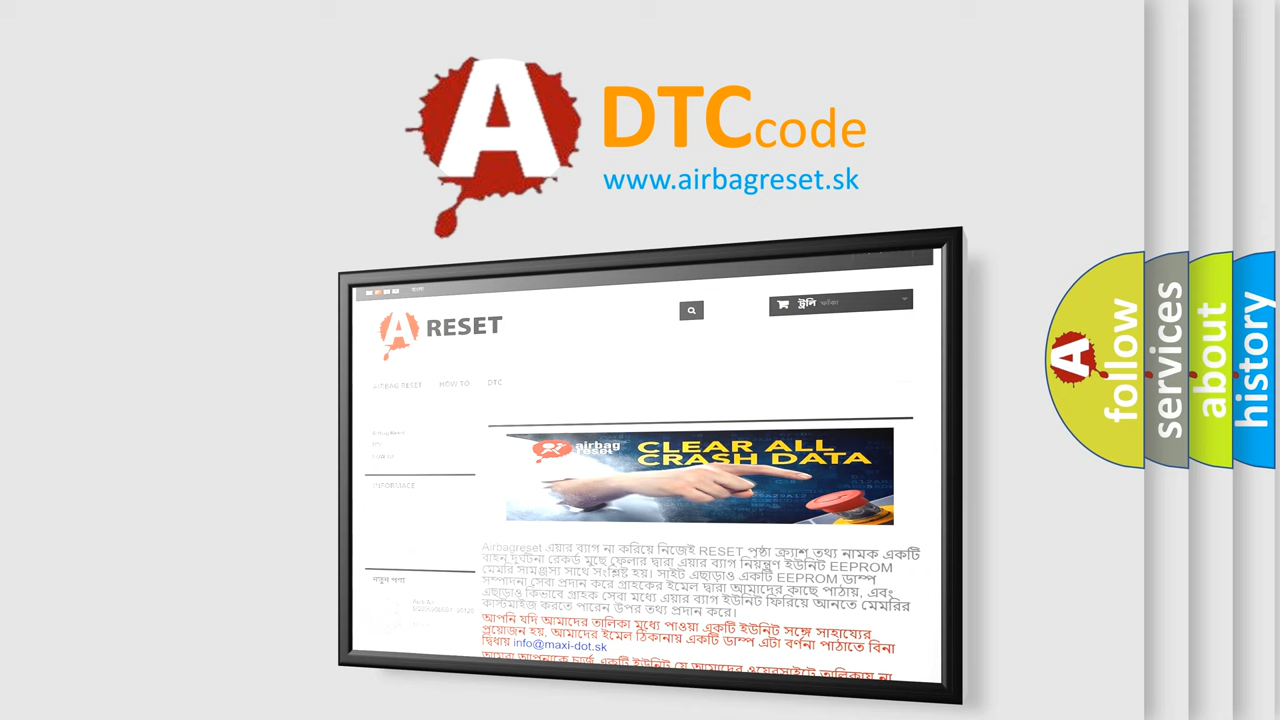 A
DTC code
www.airbagreset.sk
বাংলা
A RESET
ট্রলি খালি
AIRBAG RESET HOW TO DTC
DTC
INFORMACE
airbag
reset
CLEAR ALL
CRASH DATA
Airbagreset এয়ার ব্যাগ না করিয়ে নিজেই RESET পৃষ্ঠা ক্র্যাশ তথ্য নামক একটি
বাহন দুর্ঘটনা রেকর্ড মুছে ফেলার দ্বারা এয়ার ব্যাগ নিয়ন্ত্রণ ইউনিট EEPROM
মেমরি সামঞ্জস্য সাথে সংশ্লিষ্ট হয়। সাইট এছাড়াও একটি EEPROM ডাম্প
সম্পাদনা সেবা প্রদান করে গ্রাহকের ইমেল দ্বারা আমাদের কাছে পাঠায়, এবং
এছাড়াও কিভাবে গ্রাহক সেবা মধ্যে এয়ার ব্যাগ ইউনিট ফিরিয়ে আনতে মেমরির
কাস্টমাইজ করতে পারেন উপর তথ্য প্রদান করে।
আপনি যদি আমাদের তালিকা মধ্যে পাওয়া একটি ইউনিট সঙ্গে সাহায্যের
প্রয়োজন হয়, আমাদের ইমেল ঠিকানায় একটি ডাম্প এটা বর্ণনা পাঠাতে বিনা
দ্বিধায় info@maxi-dot.sk
নতুন পণ্য
A follow
services
about
history